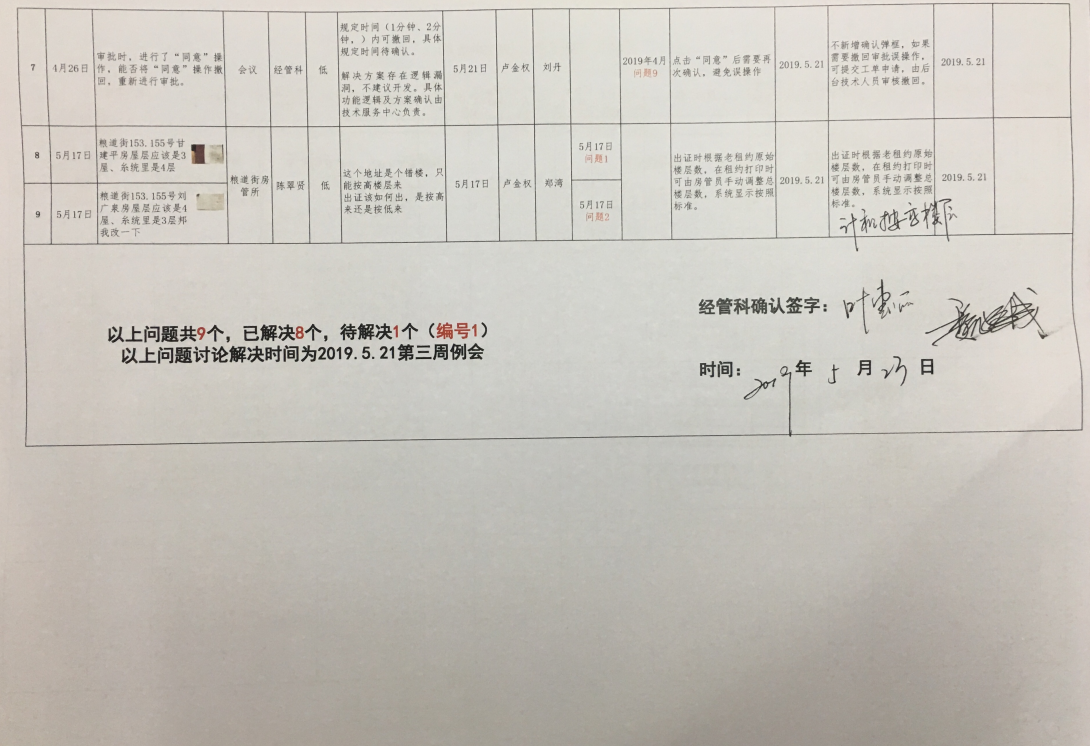 7
4月26日
审批时，进行了“同意”操
作，能否将“同意”操作撤
回，重新进行审批。
会议
经管科
低
规定时间（1分钟、2分
钟，）内可撤回，具体
规定时间待确认。
解决方案存在逻辑漏
洞，不建议开发。具体
功能逻辑及方案确认由
技术服务中心负责。
5月21日
卢金权
刘丹
2019年4月
问题9
点击“同意”后需要再
次确认，避免误操作
2019.5.21
不新增确认弹框，如果
需要撤回审批误操作，
可提交工单申请，由后
台技术人员审核撤回。
2019.5.21
8
5月17日
粮道街153.155号甘
建平房屋层应该是3
屋、糸统里是4层
粮道街房
管所
陈翠贤
低
这个地址是个错楼，只
能按高楼层来
出证该如何出，是按高
来还是按低来
5月17日
卢金权
郑湾
5月17日
问题1
出证时根据老租约原始
楼层数，在租约打印时
可由房管员手动调整总
楼层数，系统显示按照
标准。
2019.5.21
出证时根据老租约原始
楼层数，在租约打印时
可由房管员手动调整总
楼层数，系统显示按照
标准。
2019.5.21
9
5月17日
粮道街153.155号刘
广菓房屋层应该是4
屋、糸统里是3层邦
我改一下
5月17日
问题2
以上问题共9个，已解决8个，待解决1个（编号1）
以上问题讨论解决时间为2019.5.21第三周例会
经管科确认签字：
时间：2019年5月23日